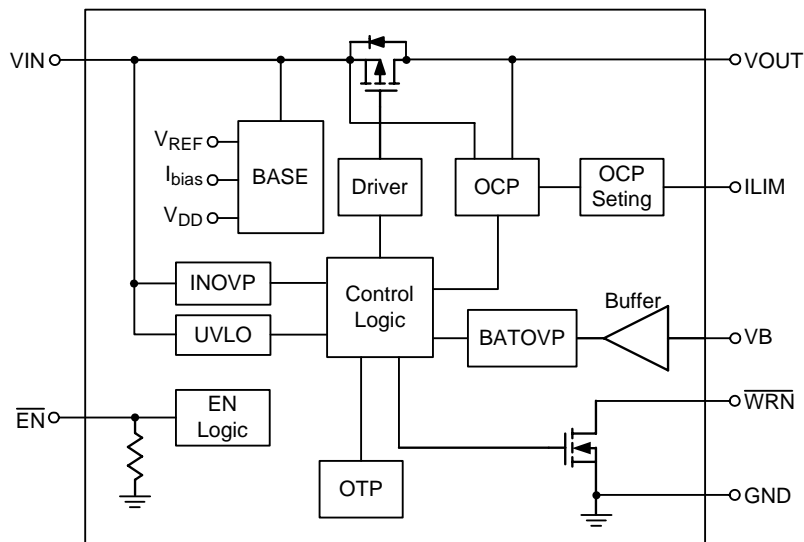 VIN
VOUT
VREF
Ibias
VDD
BASE
Driver
OCP
OCP
Seting
ILIM
INOVP
UVLO
Control
Logic
BATOVP
Buffer
VB
EN
EN
Logic
OTP
WRN
GND